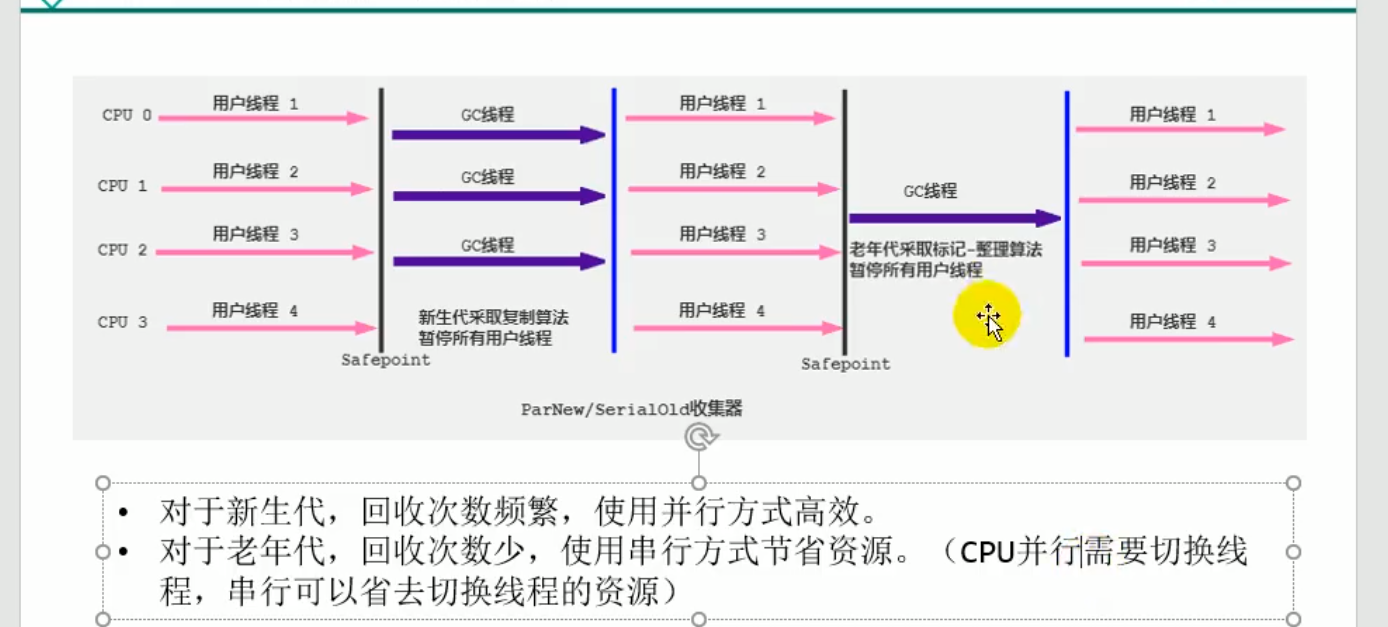 用户线程 1
GC线程
用户线程 1
用户线程 1
CPU 0
用户线程 2
GC线程
用户线程 2
GC线程
用户线程 2
CPU 1
用户线程 3
GC线程
用户线程 3
用户线程 3
CPU 2
老年代采取标记-整理算法
暂停所有用户线程
用户线程 4
新生代采取复制算法
暂停所有用户线程
用户线程 4
用户线程 4
CPU 3
Safepoint
Safepoint
ParNew/SerialOld收集器
• 对于新生代，回收次数频繁，使用并行方式高效。
• 对于老年代，回收次数少，使用串行方式节省资源。（CPU并行需要切换线
程，串行可以省去切换线程的资源）